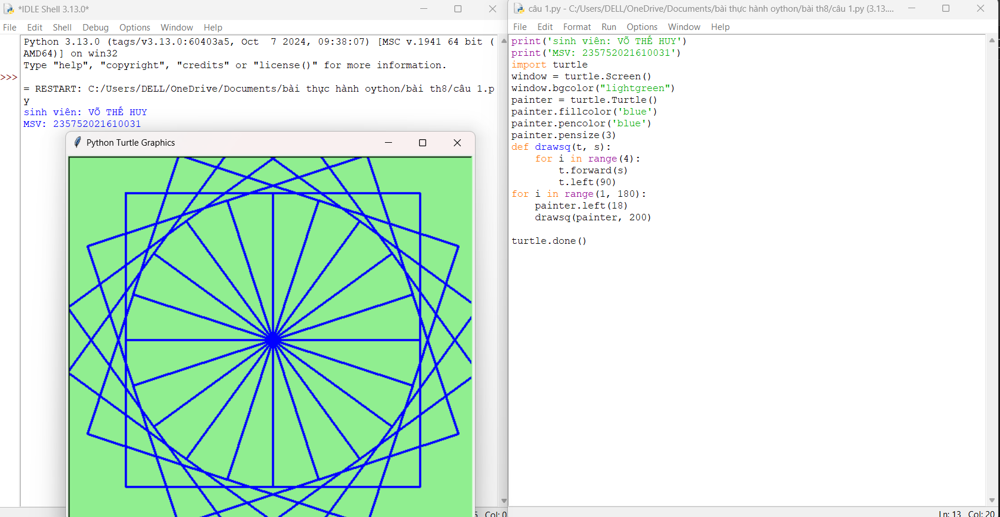 *IDLE Shell 3.13.0*
File Edit Shell Debug Options Window Help
Python 3.13.0 (tags/v3.13.0:60403a5, Oct  7 2024, 09:38:07) [MSC v.1941 64 bit (
AMD64)] on win32
Type "help", "copyright", "credits" or "license()" for more information.
>>>
= RESTART: C:/Users/DELL/OneDrive/Documents/bài thực hành oython/bài th8/câu 1.p
y
sinh viên: VÕ THẾ HUY
MSV: 235752021610031
Python Turtle Graphics
5 Col: 0
câu 1.py - C:/Users/DELL/OneDrive/Documents/bài thực hành oython/bài th8/câu 1.py (3.13....
File Edit Format Run Options Window Help
print('sinh viên: VÕ THẾ HUY')
print('MSV: 235752021610031')
import turtle
window = turtle.Screen()
window.bgcolor("lightgreen")
painter = turtle.Turtle()
painter.fillcolor('blue')
painter.pencolor('blue')
painter.pensize(3)
def drawsq(t, s):
    for i in range(4):
        t.forward(s)
        t.left(90)
for i in range(1, 180):
    painter.left(18)
    drawsq(painter, 200)
turtle.done()
Ln: 13 Col: 20